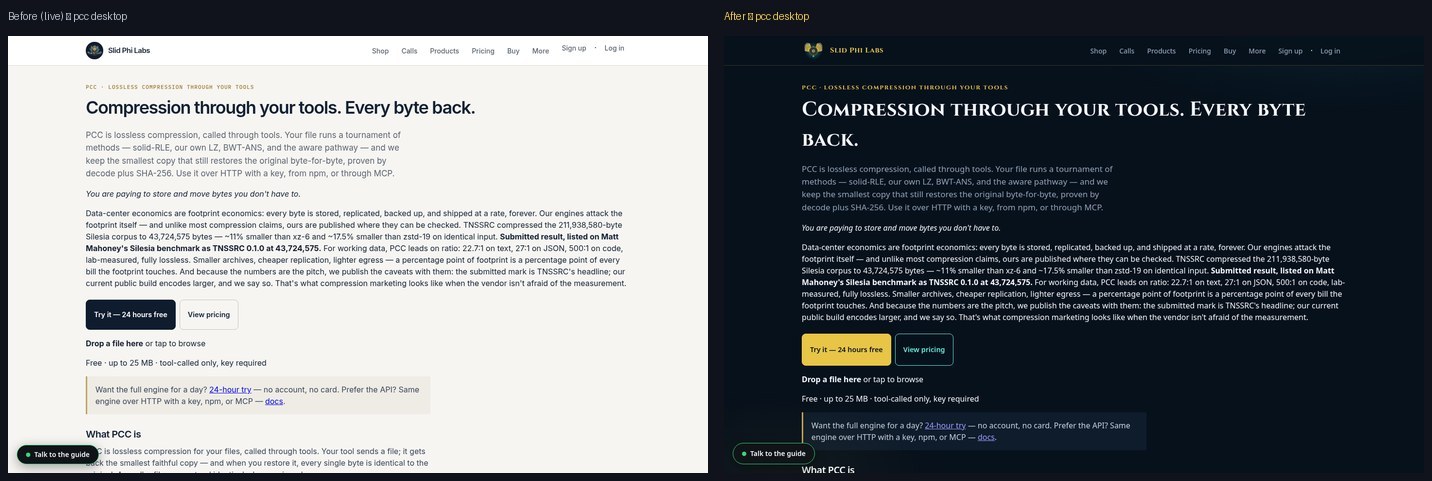 Before (live) ▯ pcc desktop
Slid Phi Labs
Shop Calls Products Pricing Buy More Sign up · Log in
PCC · LOSSLESS COMPRESSION THROUGH YOUR TOOLS
Compression through your tools. Every byte back.
PCC is lossless compression, called through tools. Your file runs a tournament of
methods — solid-RLE, our own LZ, BWT-ANS, and the aware pathway — and we
keep the smallest copy that still restores the original byte-for-byte, proven by
decode plus SHA-256. Use it over HTTP with a key, from npm, or through MCP.
You are paying to store and move bytes you don't have to.
Data-center economics are footprint economics: every byte is stored, replicated, backed up, and shipped at a rate, forever. Our engines attack the
footprint itself — and unlike most compression claims, ours are published where they can be checked. TNSSRC compressed the 211,938,580-byte
Silesia corpus to 43,724,575 bytes — ~11% smaller than xz-6 and ~17.5% smaller than zstd-19 on identical input. Submitted result, listed on Matt
Mahoney's Silesia benchmark as TNSSRC 0.1.0 at 43,724,575. For working data, PCC leads on ratio: 22.7:1 on text, 27:1 on JSON, 500:1 on code,
lab-measured, fully lossless. Smaller archives, cheaper replication, lighter egress — a percentage point of footprint is a percentage point of every
bill the footprint touches. And because the numbers are the pitch, we publish the caveats with them: the submitted mark is TNSSRC's headline; our
current public build encodes larger, and we say so. That's what compression marketing looks like when the vendor isn't afraid of the measurement.
Try it — 24 hours free View pricing
Drop a file here or tap to browse
Free · up to 25 MB · tool-called only, key required
Want the full engine for a day? 24-hour try — no account, no card. Prefer the API? Same
engine over HTTP with a key, npm, or MCP — docs.
What PCC is
is lossless compression for your files, called through tools. Your tool sends a file; it gets
Talk to the guide
back the smallest faithful copy — and when you restore it, every single byte is identical to the
After ▯ pcc desktop
Slid Phi Labs
Shop Calls Products Pricing Buy More Sign up · Log in
PCC · LOSSLESS COMPRESSION THROUGH YOUR TOOLS
Compression through your tools. Every byte
back.
PCC is lossless compression, called through tools. Your file runs a tournament of
methods — solid-RLE, our own LZ, BWT-ANS, and the aware pathway — and we
keep the smallest copy that still restores the original byte-for-byte, proven by
decode plus SHA-256. Use it over HTTP with a key, from npm, or through MCP.
You are paying to store and move bytes you don't have to.
Data-center economics are footprint economics: every byte is stored, replicated, backed up, and shipped at a rate, forever. Our engines attack the
footprint itself — and unlike most compression claims, ours are published where they can be checked. TNSSRC compressed the 211,938,580-byte
Silesia corpus to 43,724,575 bytes — ~11% smaller than xz-6 and ~17.5% smaller than zstd-19 on identical input. Submitted result, listed on Matt
Mahoney's Silesia benchmark as TNSSRC 0.1.0 at 43,724,575. For working data, PCC leads on ratio: 22.7:1 on text, 27:1 on JSON, 500:1 on code, lab-
measured, fully lossless. Smaller archives, cheaper replication, lighter egress — a percentage point of footprint is a percentage point of every bill the
footprint touches. And because the numbers are the pitch, we publish the caveats with them: the submitted mark is TNSSRC's headline; our current
public build encodes larger, and we say so. That's what compression marketing looks like when the vendor isn't afraid of the measurement.
Try it — 24 hours free View pricing
Drop a file here or tap to browse
Free · up to 25 MB · tool-called only, key required
Want the full engine for a day? 24-hour try — no account, no card. Prefer the API? Same
engine over HTTP with a key, npm, or MCP — docs.
Talk to the guide
What PCC is